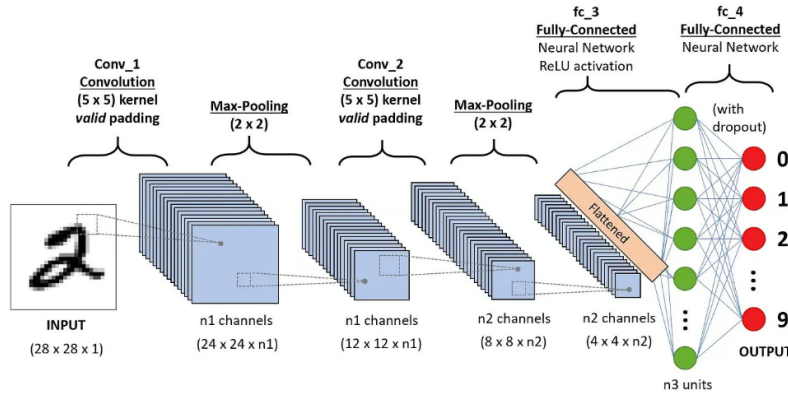 Conv_1
Convolution
(5 x 5) kernel
valid padding
Max-Pooling
(2 x 2)
Conv_2
Convolution
(5 x 5) kernel
valid padding
Max-Pooling
(2 x 2)
fc_3
Fully-Connected
Neural Network
ReLU activation
fc_4
Fully-Connected
Neural Network
(with
dropout)
2
INPUT
(28 x 28 x 1)
n1 channels
(24 x 24 x n1)
n1 channels
(12 x 12 x n1)
n2 channels
(8 x 8 x n2)
n2 channels
(4 x 4 x n2)
Flattened
n3 units
0
1
2
9
OUTPUT